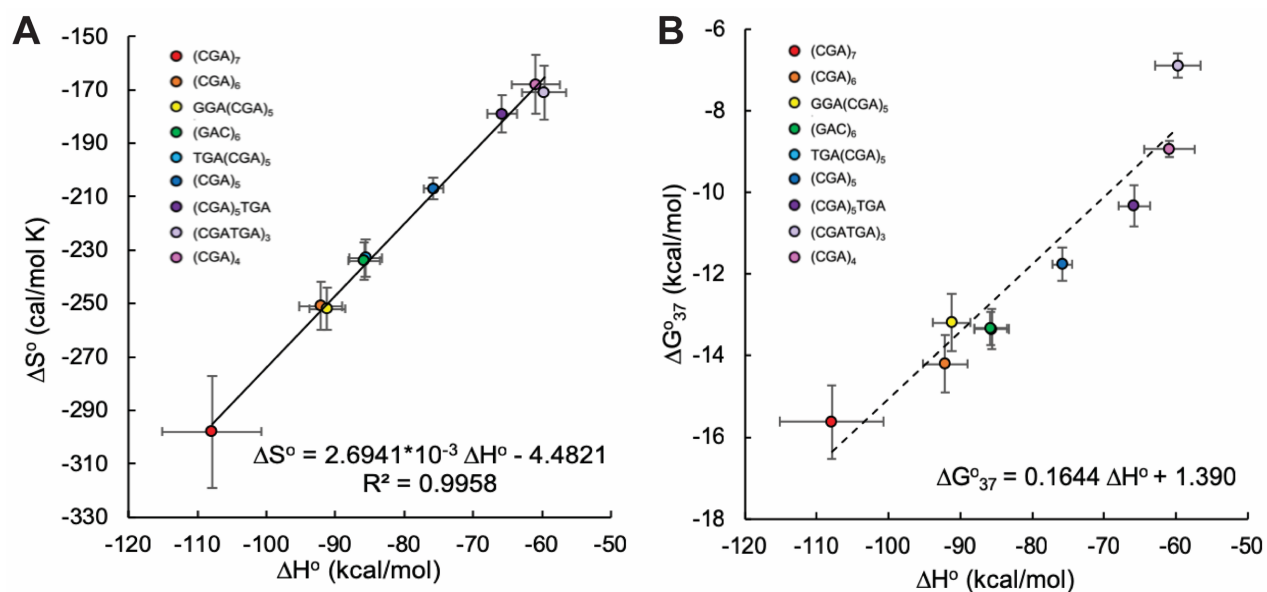 A
ΔSº (cal/mol K)
-150
-170
-190
-210
-230
-250
-270
-290
-310
-330
(CGA)₇
(CGA)₆
GGA(CGA)₅
(GAC)₆
TGA(CGA)₅
(CGA)₅
(CGA)₅TGA
(CGATGA)₃
(CGA)₄
ΔSº = 2.6941*10⁻³ ΔHº - 4.4821
R² = 0.9958
-120 -110 -100 -90 -80 -70 -60 -50
ΔHº (kcal/mol)
B
ΔGº₃₇ (kcal/mol)
-6
-8
-10
-12
-14
-16
-18
(CGA)₇
(CGA)₆
GGA(CGA)₅
(GAC)₆
TGA(CGA)₅
(CGA)₅
(CGA)₅TGA
(CGATGA)₃
(CGA)₄
ΔGº₃₇ = 0.1644 ΔHº + 1.390
-120 -110 -100 -90 -80 -70 -60 -50
ΔHº (kcal/mol)